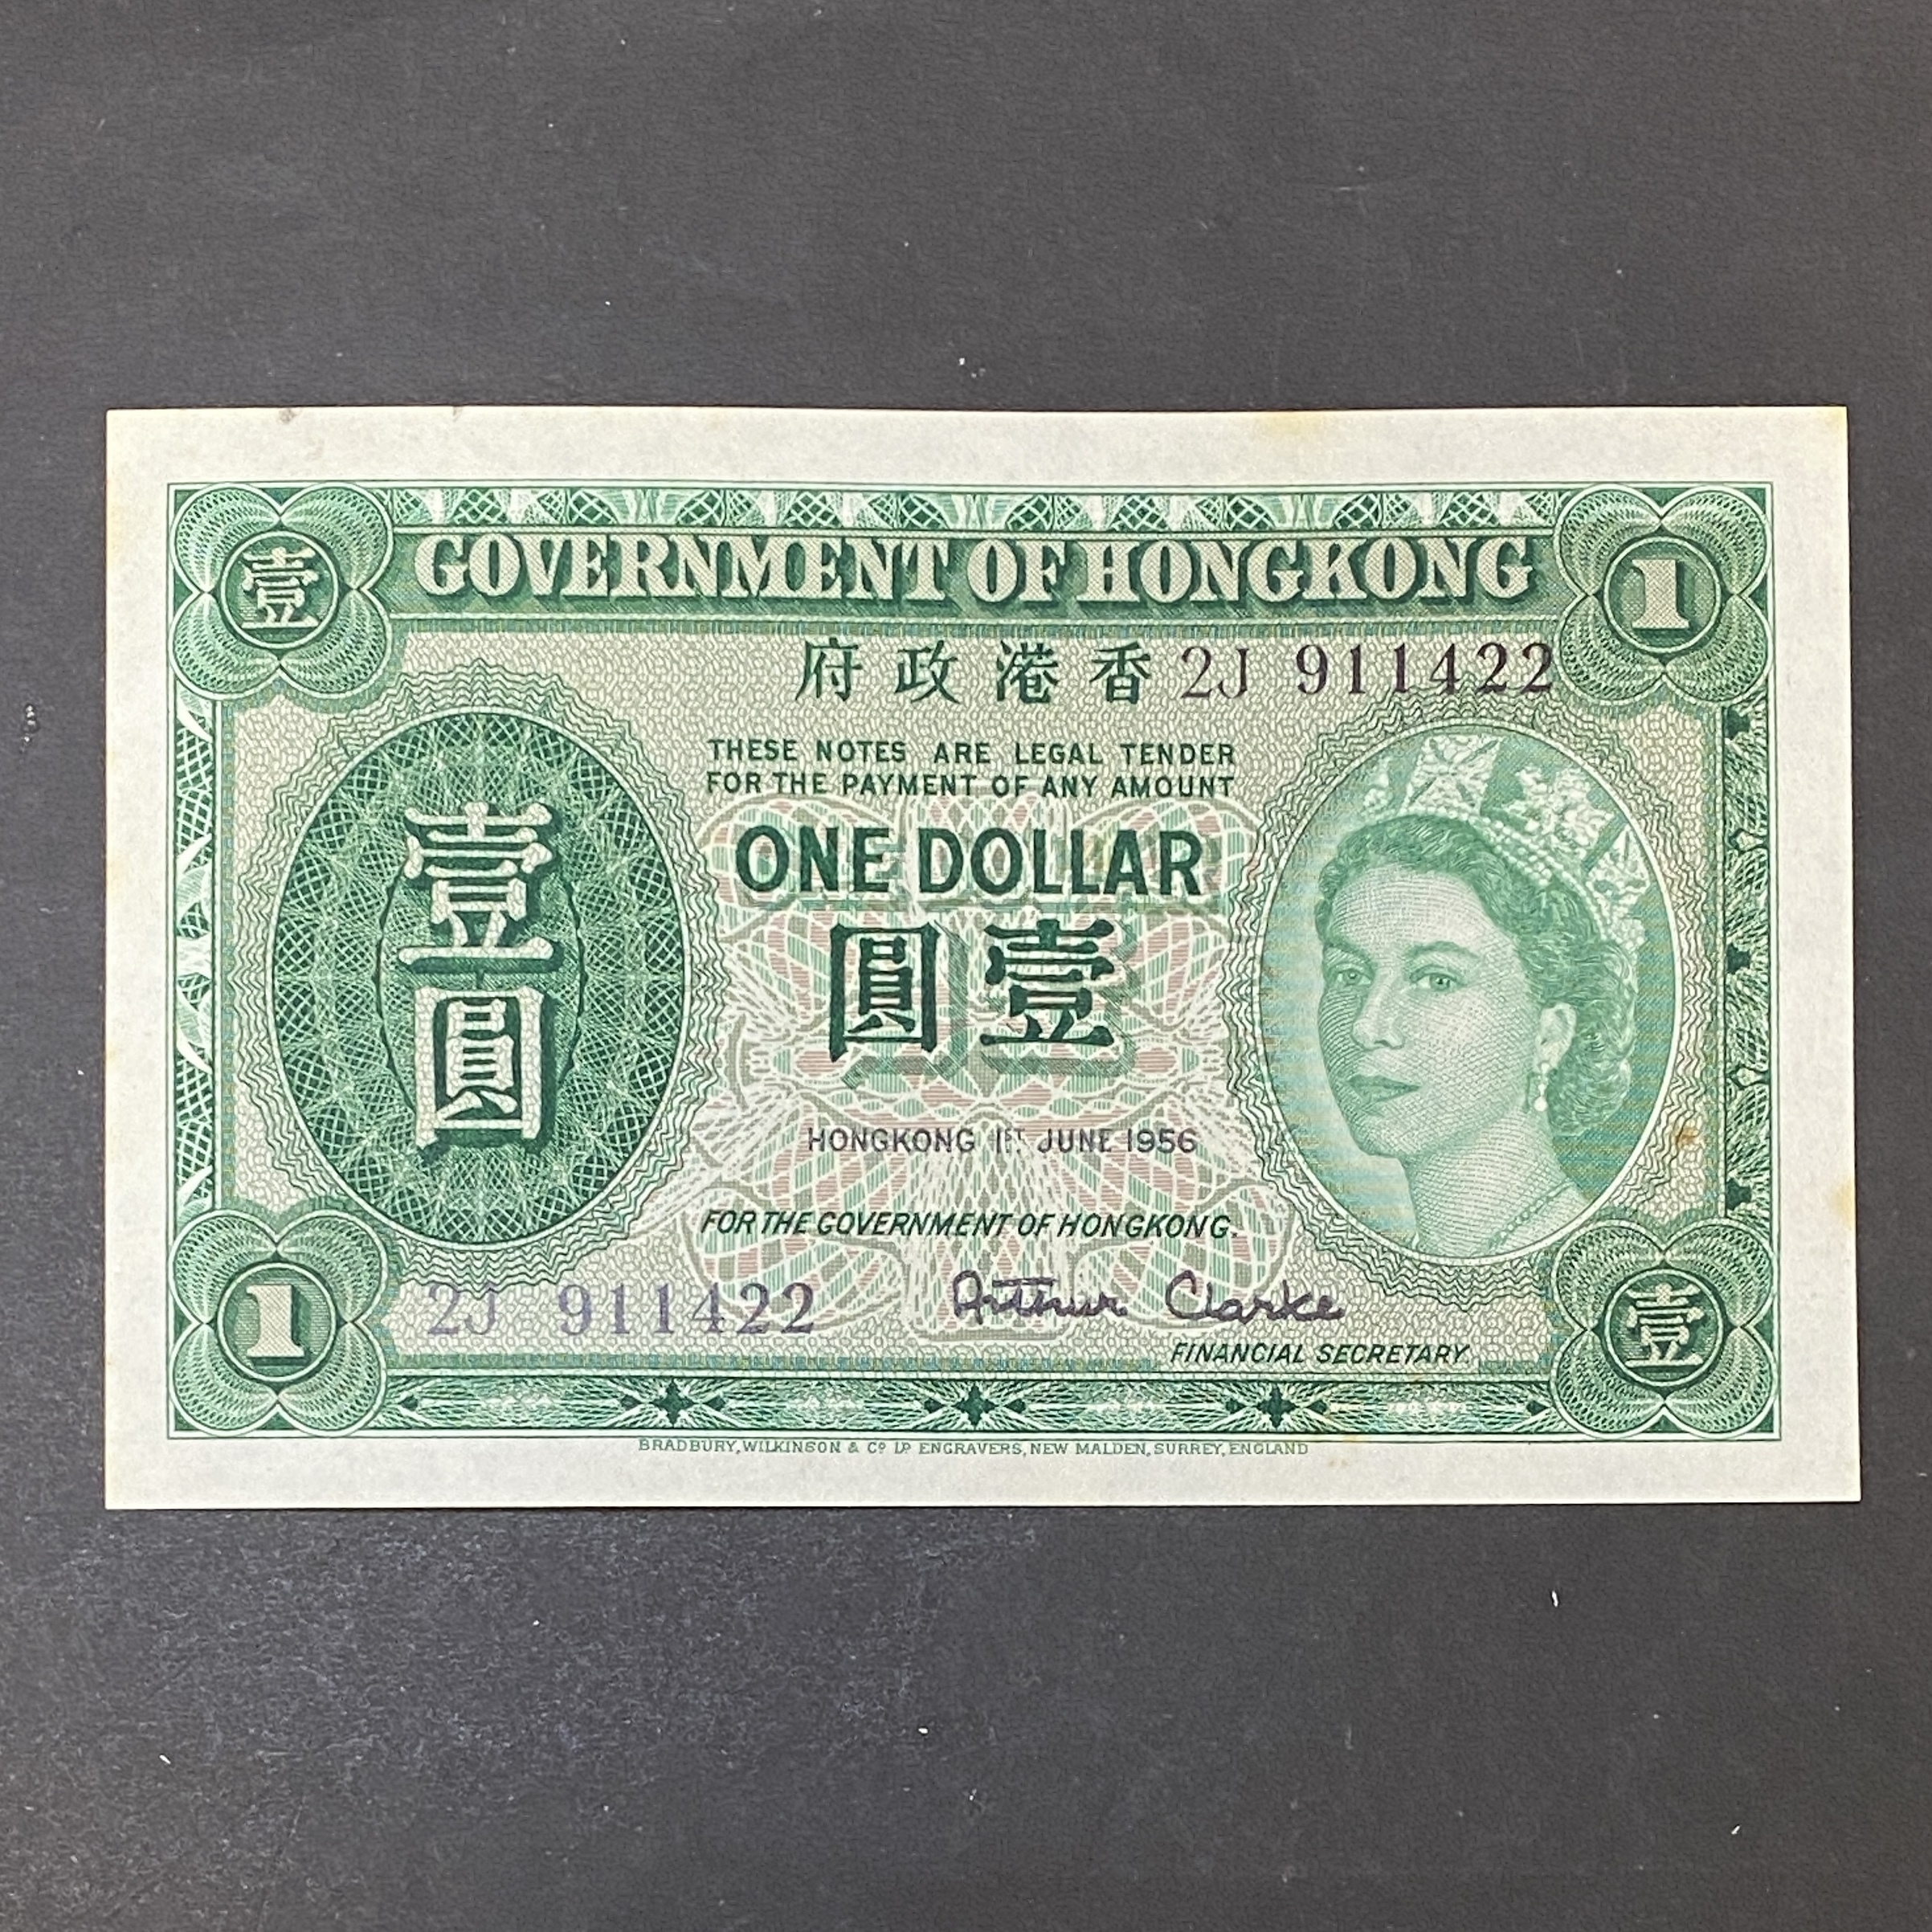 壹 GOVERNMENT OF HONGKONG 1
府政港香 2J 911422
THESE NOTES ARE LEGAL TENDER
FOR THE PAYMENT OF ANY AMOUNT
ONE DOLLAR
圓壹
壹
圓
HONGKONG 1ST JUNE 1956
FOR THE GOVERNMENT OF HONGKONG.
1 2J 911422 Arthur Clarke 壹
FINANCIAL SECRETARY
BRADBURY, WILKINSON & Cº Lᴰ ENGRAVERS, NEW MALDEN, SURREY, ENGLAND